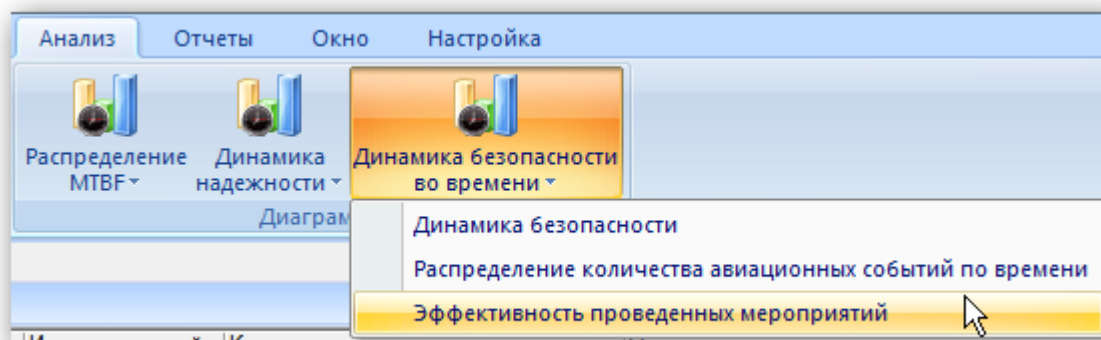 Анализ Отчеты Окно Настройка
Распределение Динамика Динамика безопасности
MTBF надежности во времени
Диаграм
Динамика безопасности
Распределение количества авиационных событий по времени
Эффективность проведенных мероприятий